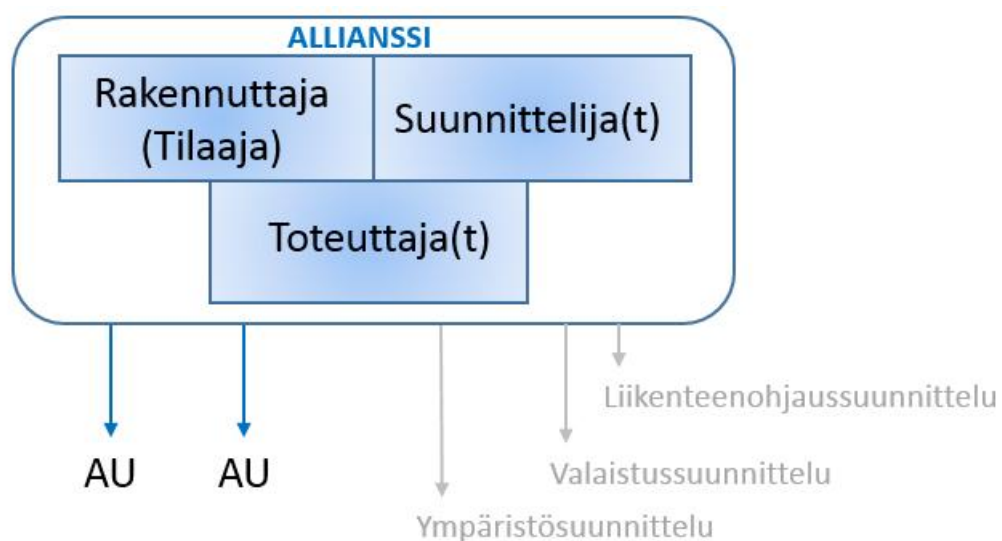 ALLIANSSI
Rakennuttaja
(Tilaaja)
Suunnittelija(t)
Toteuttaja(t)
Liikenteenohjaussuunnittelu
AU
AU
Valaistussuunnittelu
Ympäristösuunnittelu